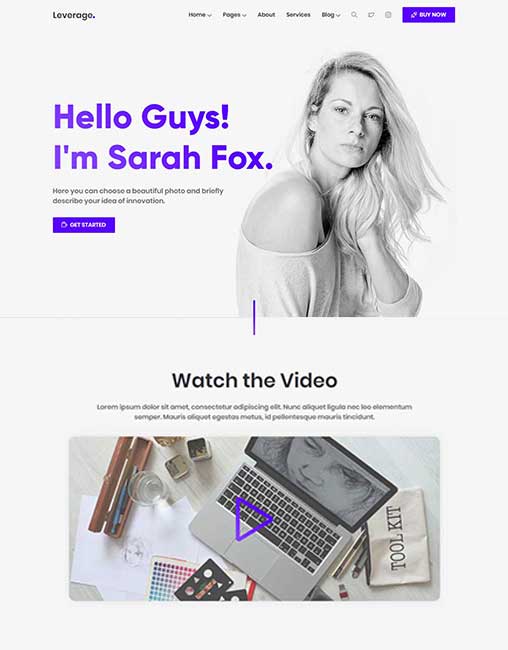 Leverage.
Home Pages About Services Blog BUY NOW
Hello Guys!
I'm Sarah Fox.
Here you can choose a beautiful photo and briefly
describe your idea of innovation.
GET STARTED
Watch the Video
Lorem ipsum dolor sit amet, consectetur adipiscing elit. Nunc aliquet ligula nec leo elementum
semper. Mauris aliquet egestas metus, id pellentesque mauris tincidunt.
TOOL KIT